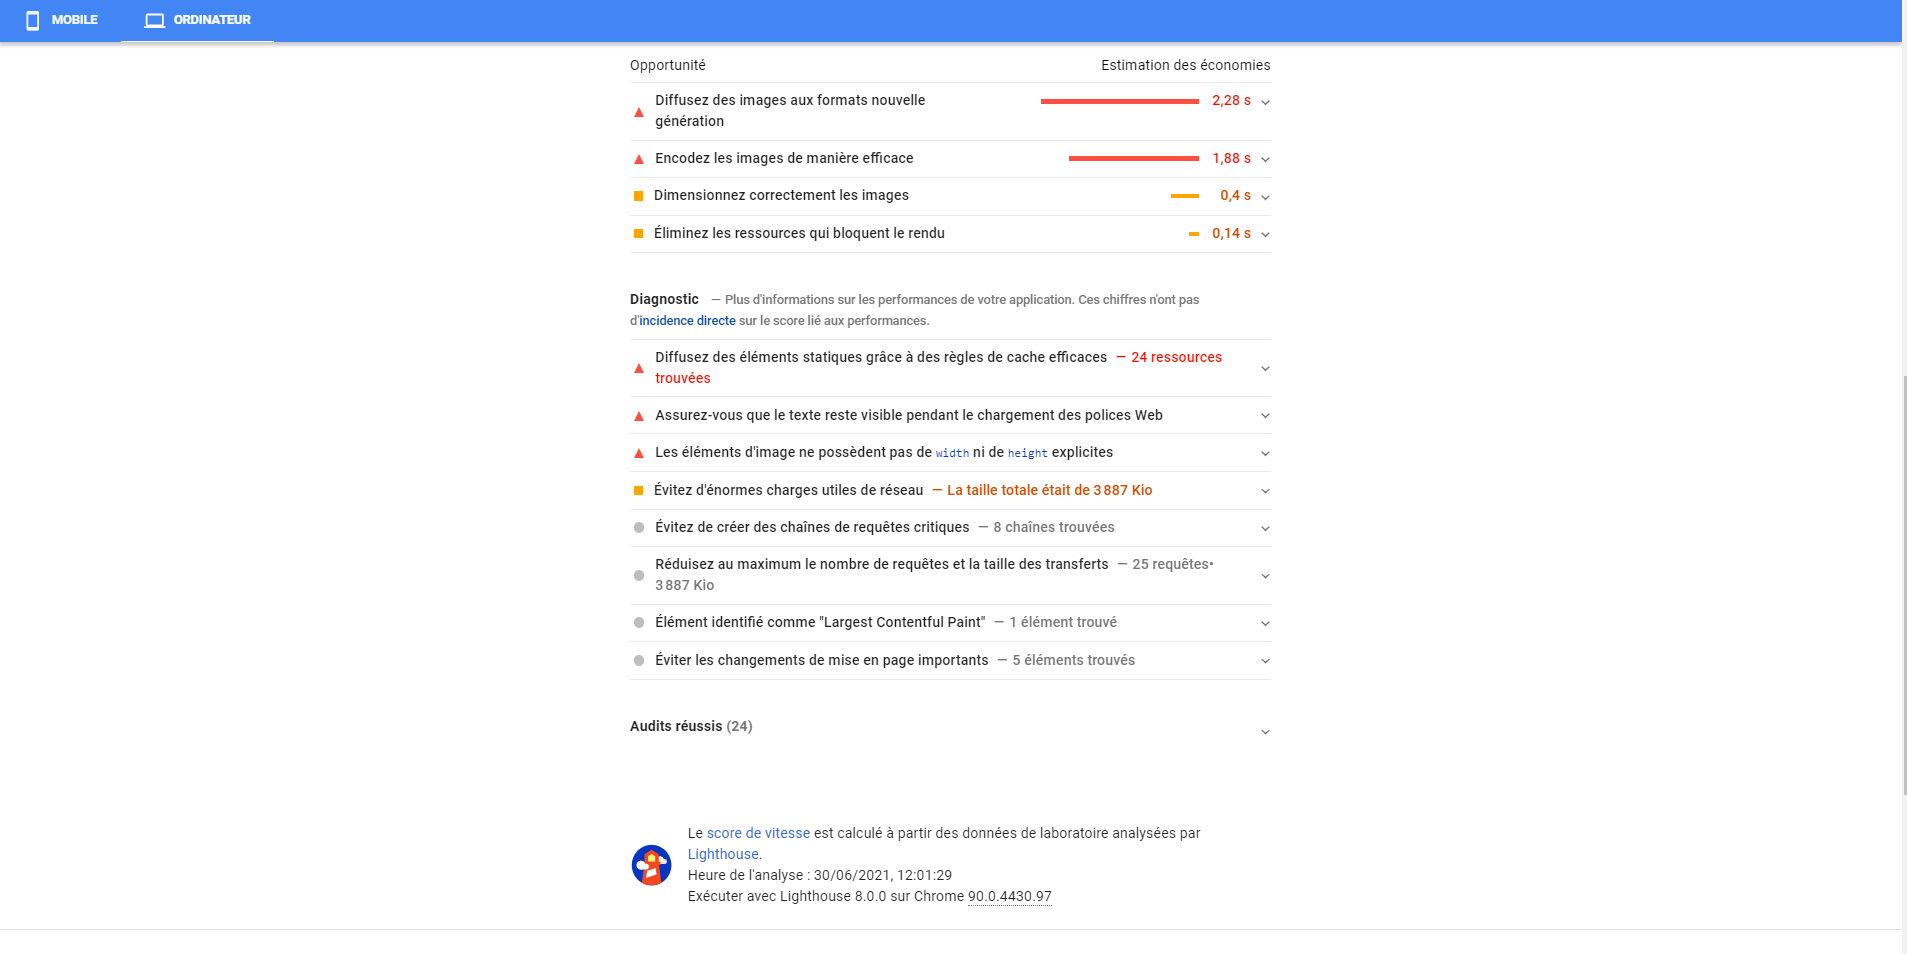 MOBILE
ORDINATEUR
Opportunité
Estimation des économies
Diffusez des images aux formats nouvelle
génération
2,28 s
Encodez les images de manière efficace
1,88 s
Dimensionnez correctement les images
0,4 s
Éliminez les ressources qui bloquent le rendu
0,14 s
Diagnostic — Plus d'informations sur les performances de votre application. Ces chiffres n'ont pas
d'incidence directe sur le score lié aux performances.
Diffusez des éléments statiques grâce à des règles de cache efficaces — 24 ressources
trouvées
Assurez-vous que le texte reste visible pendant le chargement des polices Web
Les éléments d'image ne possèdent pas de width ni de height explicites
Évitez d'énormes charges utiles de réseau — La taille totale était de 3 887 Kio
Évitez de créer des chaînes de requêtes critiques — 8 chaînes trouvées
Réduisez au maximum le nombre de requêtes et la taille des transferts — 25 requêtes•
3 887 Kio
Élément identifié comme "Largest Contentful Paint" — 1 élément trouvé
Éviter les changements de mise en page importants — 5 éléments trouvés
Audits réussis (24)
Le score de vitesse est calculé à partir des données de laboratoire analysées par
Lighthouse.
Heure de l'analyse : 30/06/2021, 12:01:29
Exécuter avec Lighthouse 8.0.0 sur Chrome 90.0.4430.97